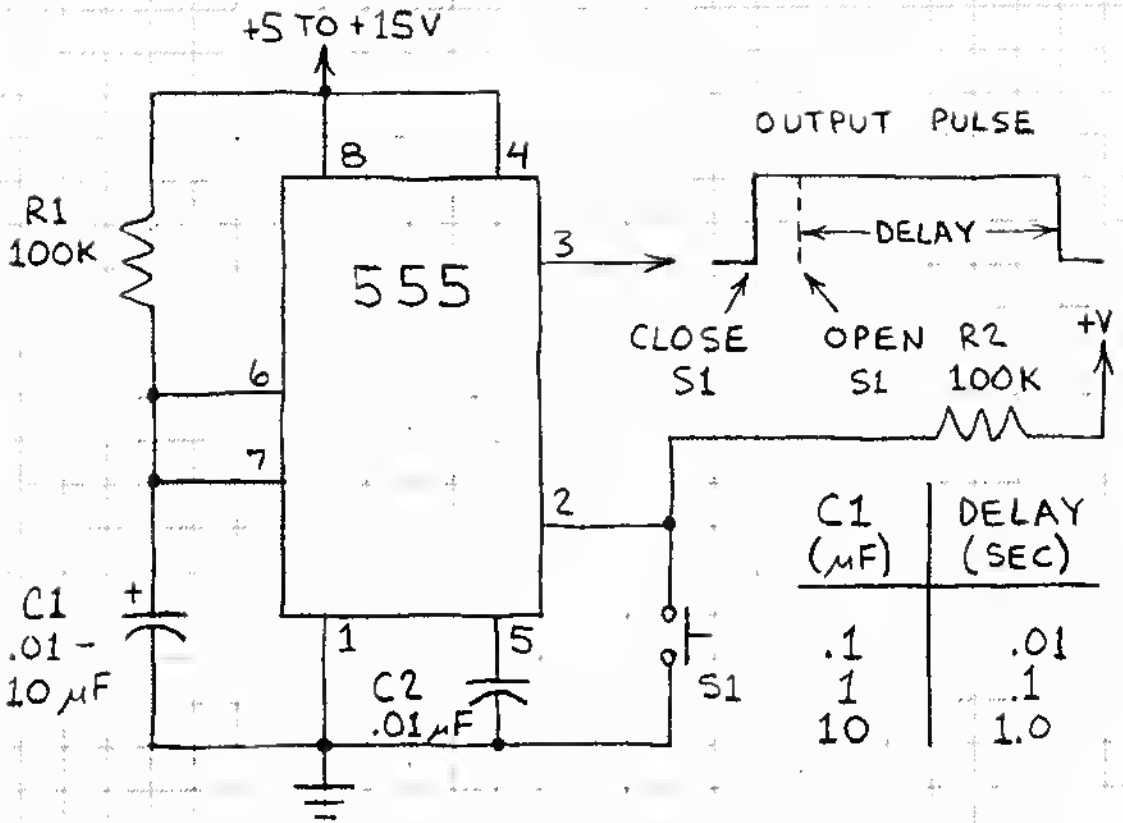 +5 TO +15V
OUTPUT PULSE
8
4
R1
100K
555
3
DELAY
CLOSE
S1
OPEN
S1
R2
100K
+V
6
7
2
C1
(µF)
DELAY
(SEC)
.1
.01
1
.1
10
1.0
+
C1
.01 -
10 µF
1
5
C2
.01µF
S1